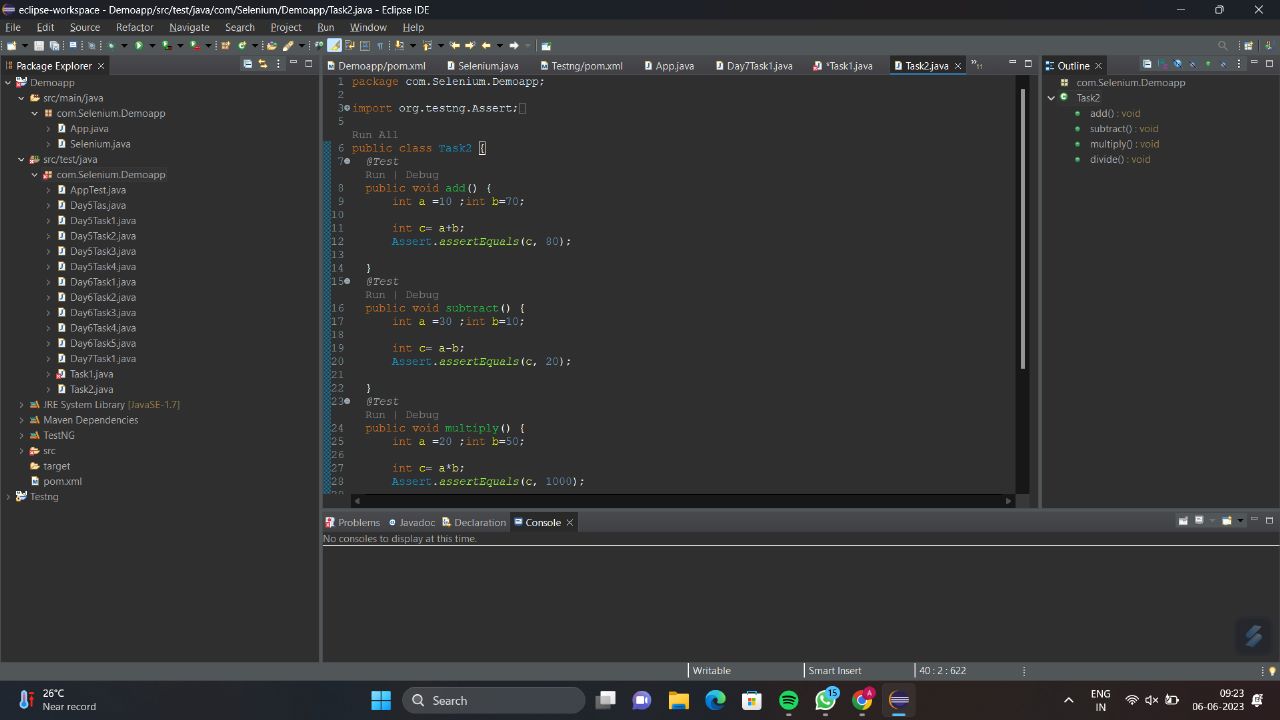 eclipse-workspace - Demoapp/src/test/java/com/Selenium/Demoapp/Task2.java - Eclipse IDE
File Edit Source Refactor Navigate Search Project Run Window Help
Package Explorer
Demoapp
src/main/java
com.Selenium.Demoapp
App.java
Selenium.java
src/test/java
com.Selenium.Demoapp
AppTest.java
Day5Tas.java
Day5Task1.java
Day5Task2.java
Day5Task3.java
Day5Task4.java
Day6Task1.java
Day6Task2.java
Day6Task3.java
Day6Task4.java
Day6Task5.java
Day7Task1.java
Task1.java
Task2.java
JRE System Library [JavaSE-1.7]
Maven Dependencies
TestNG
src
target
pom.xml
Testng
Demoapp/pom.xml Selenium.java Testng/pom.xml App.java Day7Task1.java *Task1.java Task2.java »11
1 package com.Selenium.Demoapp;
2
3 import org.testng.Assert;
5
Run All
6 public class Task2 {
7 @Test
Run | Debug
8 public void add() {
9 int a =10 ;int b=70;
10
11 int c= a+b;
12 Assert.assertEquals(c, 80);
13
14 }
15 @Test
Run | Debug
16 public void subtract() {
17 int a =30 ;int b=10;
18
19 int c= a-b;
20 Assert.assertEquals(c, 20);
21
22 }
23 @Test
Run | Debug
24 public void multiply() {
25 int a =20 ;int b=50;
26
27 int c= a*b;
28 Assert.assertEquals(c, 1000);
Outline
com.Selenium.Demoapp
Task2
add() : void
subtract() : void
multiply() : void
divide() : void
Problems Javadoc Declaration Console
No consoles to display at this time.
Writable Smart Insert 40 : 2 : 622
26°C
Near record
Search
15
A
ENG
IN
09:23
06-06-2023